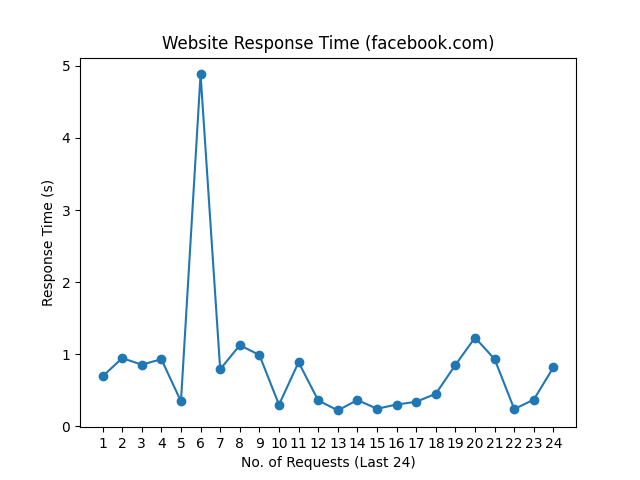 Website Response Time (facebook.com)
5
4
3
2
1
0
Response Time (s)
1 2 3 4 5 6 7 8 9 10 11 12 13 14 15 16 17 18 19 20 21 22 23 24
No. of Requests (Last 24)